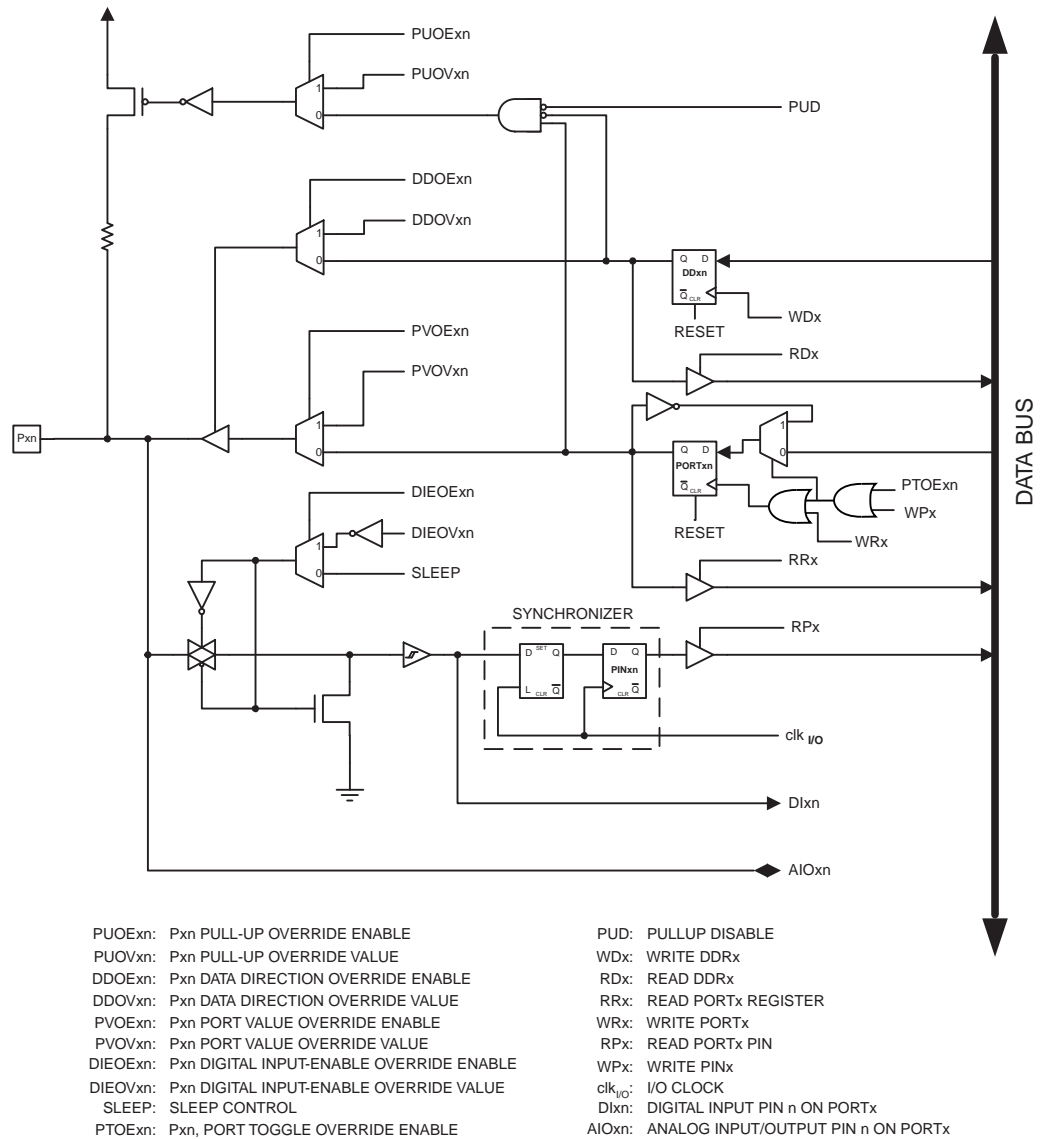 PUOExn
PUOVxn
1
0
PUD
DDOExn
DDOVxn
1
0
Q D
DDxn
Q CLR
WDx
RESET
RDx
PVOExn
PVOVxn
1
0
Pxn
1
0
Q D
PORTxn
Q CLR
PTOExn
WPx
RESET
WRx
RRx
DATA BUS
DIEOExn
DIEOVxn
1
0
SLEEP
SYNCHRONIZER
RPx
D SET Q
L CLR Q
D Q
PINxn
CLR Q
clk I/O
DIxn
AIOxn
PUOExn: Pxn PULL-UP OVERRIDE ENABLE
PUOVxn: Pxn PULL-UP OVERRIDE VALUE
DDOExn: Pxn DATA DIRECTION OVERRIDE ENABLE
DDOVxn: Pxn DATA DIRECTION OVERRIDE VALUE
PVOExn: Pxn PORT VALUE OVERRIDE ENABLE
PVOVxn: Pxn PORT VALUE OVERRIDE VALUE
DIEOExn: Pxn DIGITAL INPUT-ENABLE OVERRIDE ENABLE
DIEOVxn: Pxn DIGITAL INPUT-ENABLE OVERRIDE VALUE
SLEEP: SLEEP CONTROL
PTOExn: Pxn, PORT TOGGLE OVERRIDE ENABLE
PUD: PULLUP DISABLE
WDx: WRITE DDRx
RDx: READ DDRx
RRx: READ PORTx REGISTER
WRx: WRITE PORTx
RPx: READ PORTx PIN
WPx: WRITE PINx
clkI/O: I/O CLOCK
DIxn: DIGITAL INPUT PIN n ON PORTx
AIOxn: ANALOG INPUT/OUTPUT PIN n ON PORTx